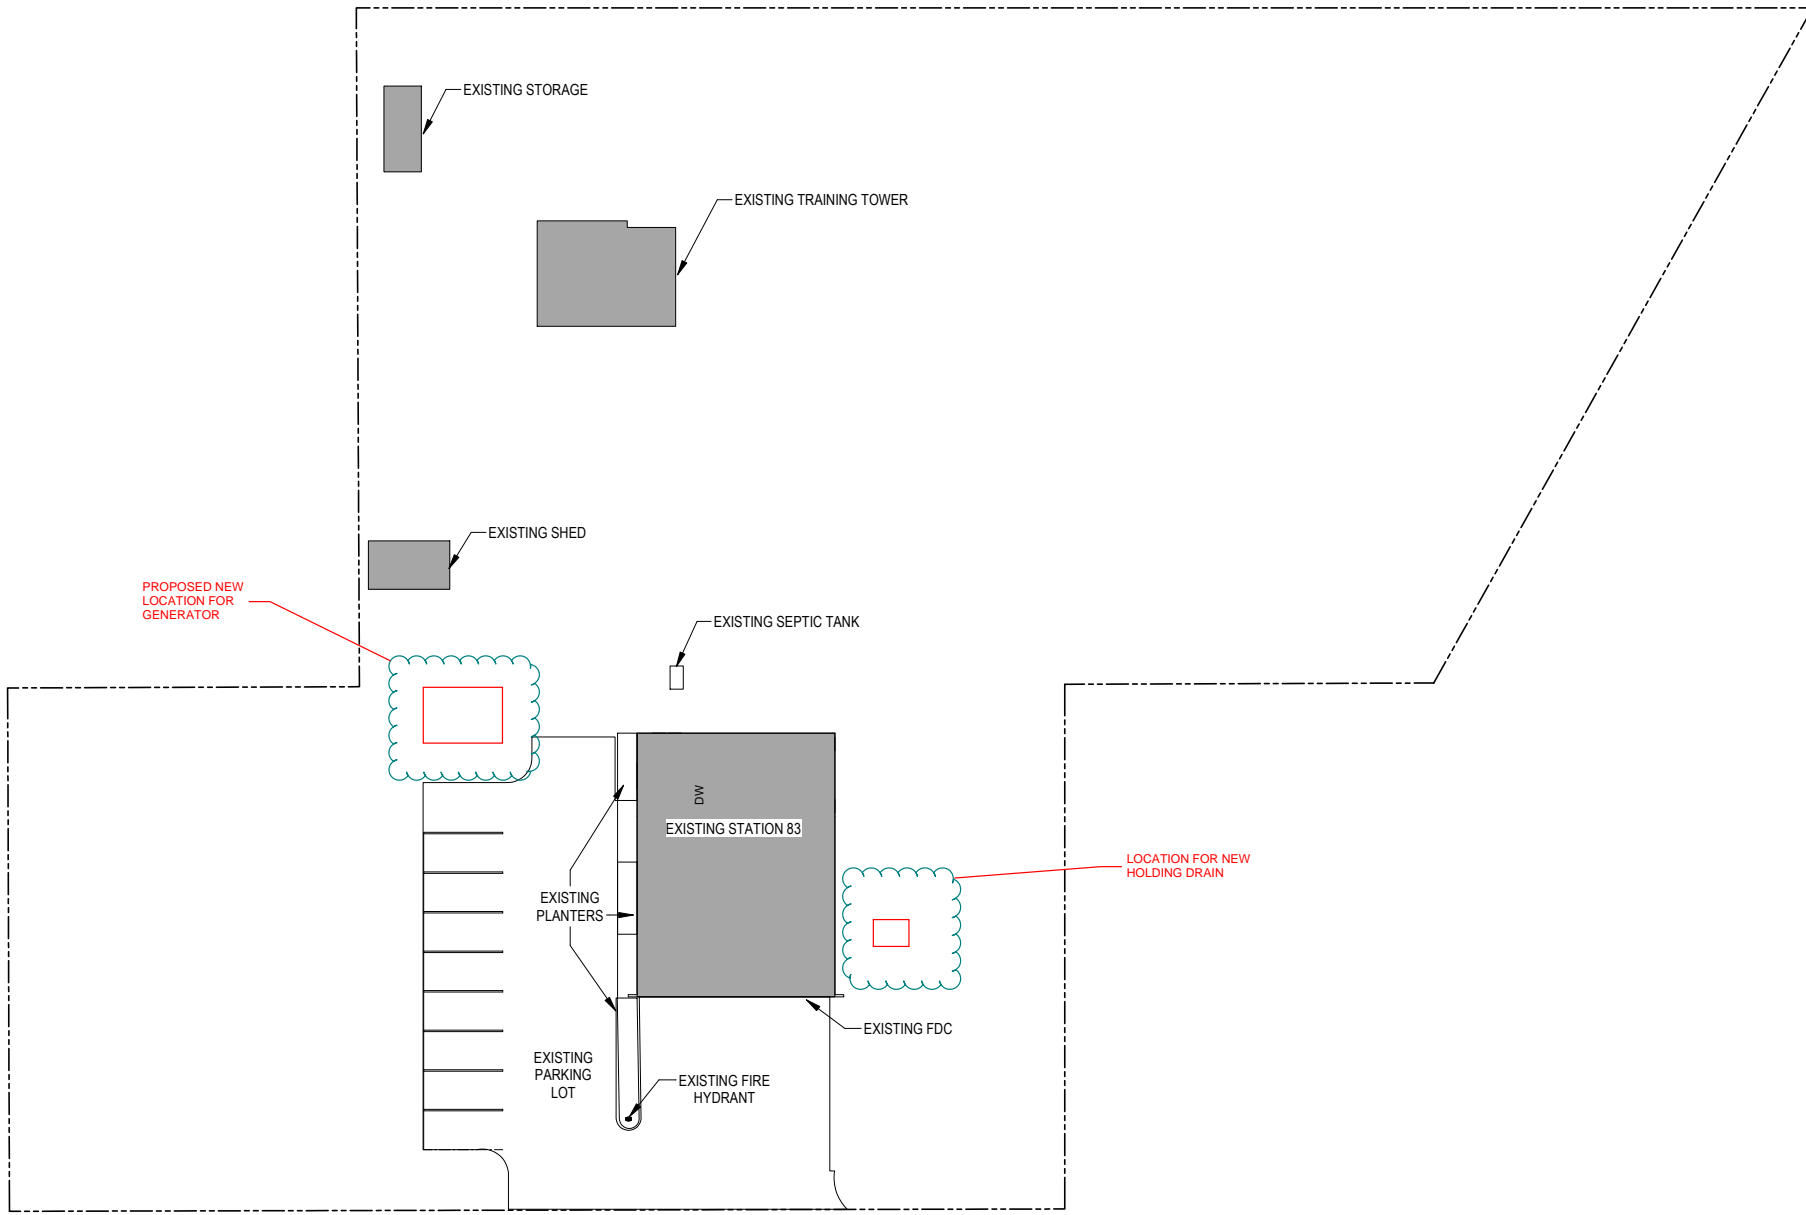 EXISTING STORAGE
EXISTING TRAINING TOWER
EXISTING SHED
PROPOSED NEW
LOCATION FOR
GENERATOR
EXISTING SEPTIC TANK
DW
EXISTING STATION 83
LOCATION FOR NEW
HOLDING DRAIN
EXISTING
PLANTERS
EXISTING FDC
EXISTING
PARKING
LOT
EXISTING FIRE
HYDRANT